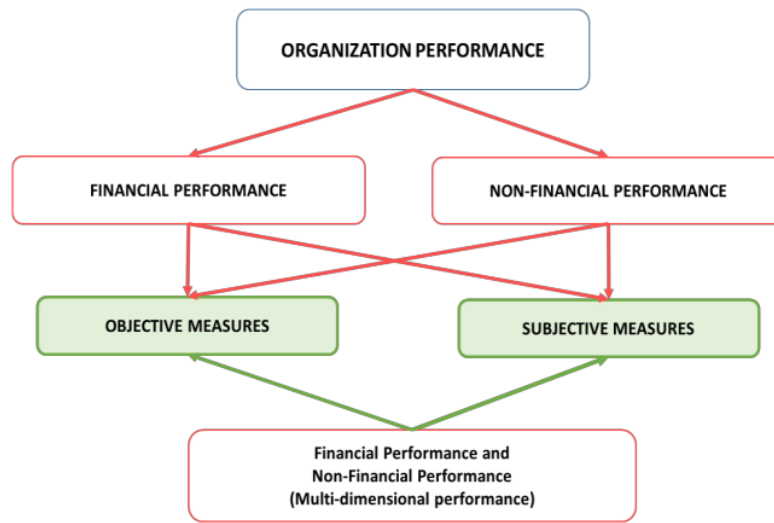 ORGANIZATION PERFORMANCE
FINANCIAL PERFORMANCE
NON-FINANCIAL PERFORMANCE
OBJECTIVE MEASURES
SUBJECTIVE MEASURES
Financial Performance and
Non-Financial Performance
(Multi-dimensional performance)